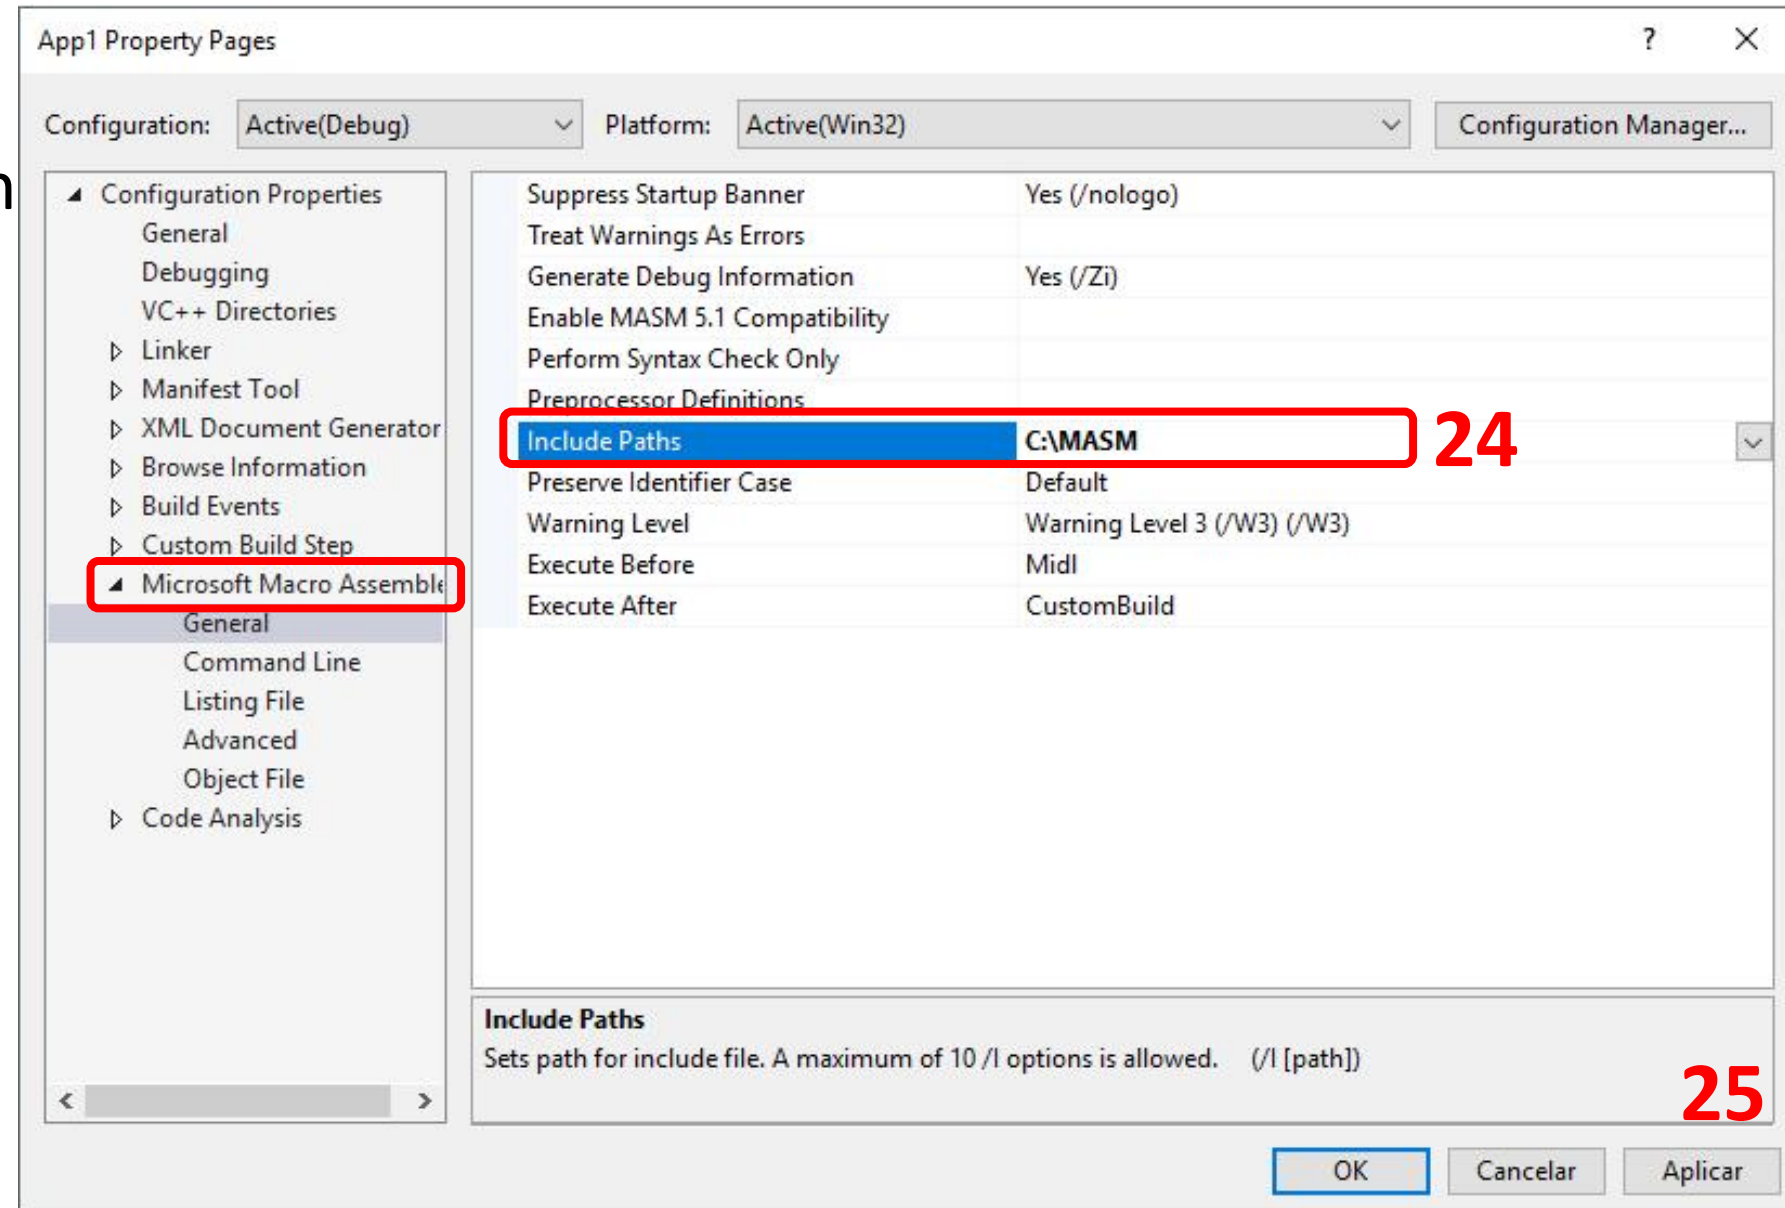 App1 Property Pages ?
Configuration: Active(Debug) Platform: Active(Win32) Configuration Manager...
Configuration Properties
General
Debugging
VC++ Directories
Linker
Manifest Tool
XML Document Generator
Browse Information
Build Events
Custom Build Step
Microsoft Macro Assemble
General
Command Line
Listing File
Advanced
Object File
Code Analysis
Suppress Startup Banner Yes (/nologo)
Treat Warnings As Errors
Generate Debug Information Yes (/Zi)
Enable MASM 5.1 Compatibility
Perform Syntax Check Only
Preprocessor Definitions
Include Paths C:\MASM 24
Preserve Identifier Case Default
Warning Level Warning Level 3 (/W3) (/W3)
Execute Before Midl
Execute After CustomBuild
Include Paths
Sets path for include file. A maximum of 10 /I options is allowed. (/I [path])
25
OK Cancelar Aplicar